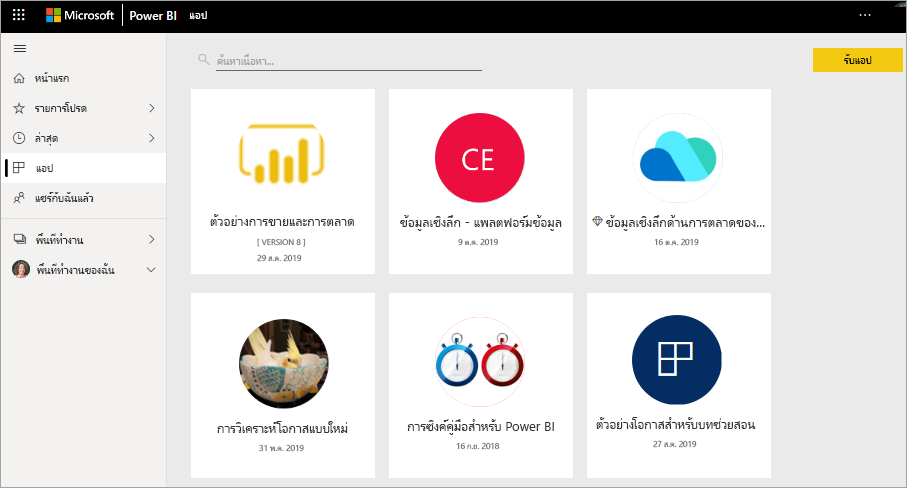 Microsoft Power BI แอป
ค้นหาเนื้อหา...
รับแอป
หน้าแรก
รายการโปรด
ล่าสุด
แอป
แชร์กับฉันแล้ว
พื้นที่ทำงาน
พื้นที่ทำงานของฉัน
ตัวอย่างการขายและการตลาด
[ VERSION 8 ]
29 ส.ค. 2019
CE
ข้อมูลเชิงลึก - แพลตฟอร์มข้อมูล
9 ต.ค. 2019
ข้อมูลเชิงลึกด้านการตลาดของ...
16 ต.ค. 2019
การวิเคราะห์โอกาสแบบใหม่
31 พ.ค. 2019
การซิงค์คู่มือสำหรับ Power BI
16 ก.ย. 2018
ตัวอย่างโอกาสสำหรับบทช่วยสอน
27 ส.ค. 2019